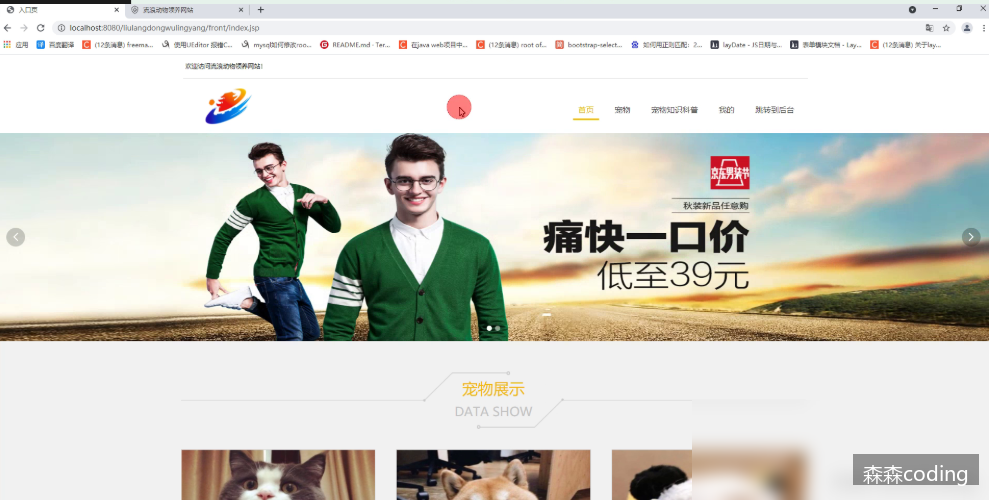 入口页
流浪动物领养网站
localhost:8080/liulangdongwulingyang/front/index.jsp
应用
百度翻译
(12条消息) freema...
使用UEditor 报错C...
mysql如何修改roo...
README.md · Ter...
在java web项目中...
(12条消息) root of...
bootstrap-select...
如何用正则匹配：2...
layDate - JS日期与...
表单模块文档 - Lay...
(12条消息) 关于lay...
欢迎访问流浪动物领养网站!
首页
宠物
宠物知识科普
我的
跳转到后台
京东男装节
秋装新品任意购
痛快一口价
低至39元
宠物展示
DATA SHOW
森森coding